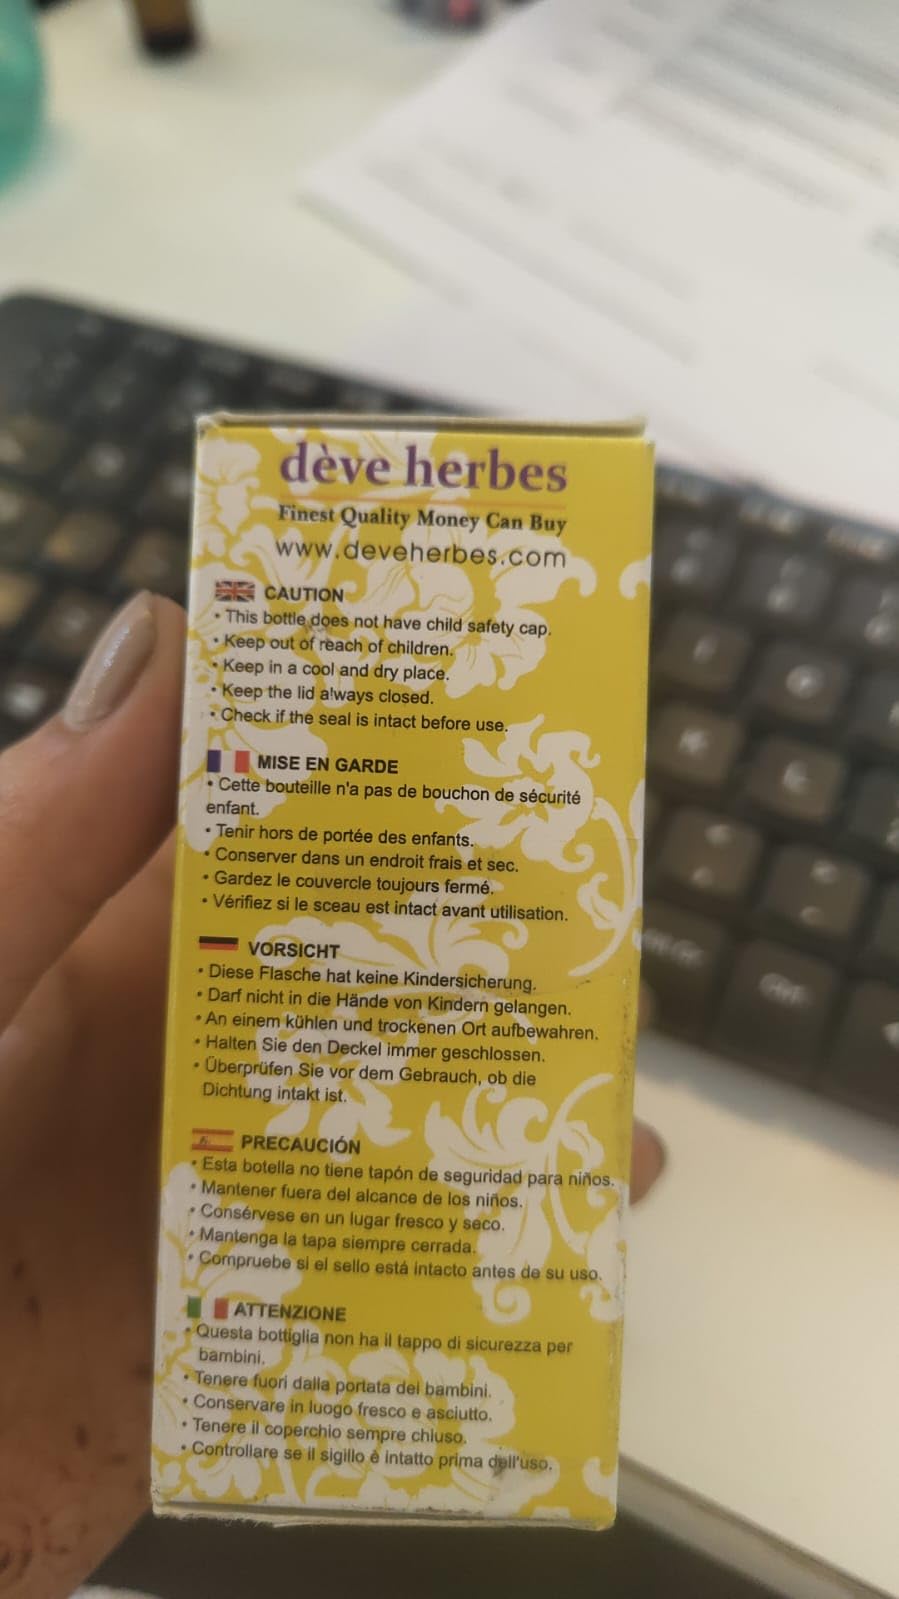 dève herbes
Finest Quality Money Can Buy
www.deveherbes.com
CAUTION
• This bottle does not have child safety cap.
• Keep out of reach of children.
• Keep in a cool and dry place.
• Keep the lid always closed.
• Check if the seal is intact before use.
MISE EN GARDE
• Cette bouteille n'a pas de bouchon de sécurité
enfant.
• Tenir hors de portée des enfants.
• Conserver dans un endroit frais et sec.
• Gardez le couvercle toujours fermé.
• Vérifiez si le sceau est intact avant utilisation.
VORSICHT
• Diese Flasche hat keine Kindersicherung.
• Darf nicht in die Hände von Kindern gelangen.
• An einem kühlen und trockenen Ort aufbewahren.
• Halten Sie den Deckel immer geschlossen.
• Überprüfen Sie vor dem Gebrauch, ob die
Dichtung intakt ist.
PRECAUCIÓN
• Esta botella no tiene tapón de seguridad para niños.
• Mantener fuera del alcance de los niños.
• Consérvese en un lugar fresco y seco.
• Mantenga la tapa siempre cerrada.
• Compruebe si el sello está intacto antes de su uso.
ATTENZIONE
• Questa bottiglia non ha il tappo di sicurezza per
bambini.
• Tenere fuori dalla portata dei bambini.
• Conservare in luogo fresco e asciutto.
• Tenere il coperchio sempre chiuso.
• Controllare se il sigillo è intatto prima dell'uso.